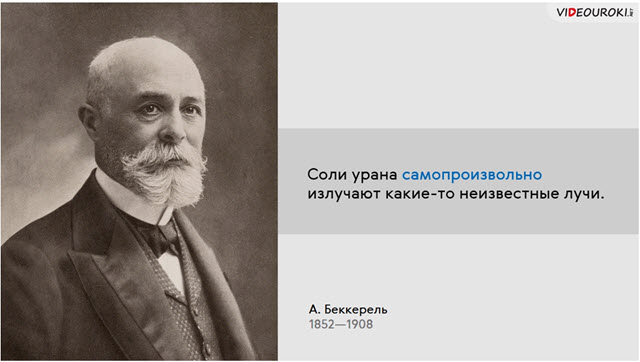 VIDEOUROKI
Соли урана самопроизвольно
излучают какие-то неизвестные лучи.
А. Беккерель
1852—1908